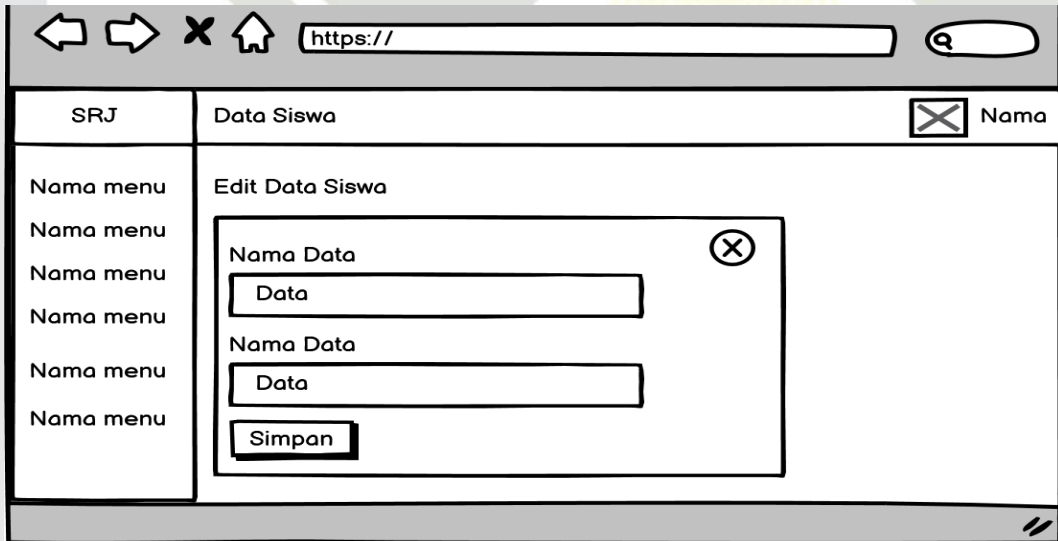 https://
SRJ
Data Siswa
Nama
Nama menu
Nama menu
Nama menu
Nama menu
Nama menu
Nama menu
Edit Data Siswa
Nama Data
Data
Nama Data
Data
Simpan